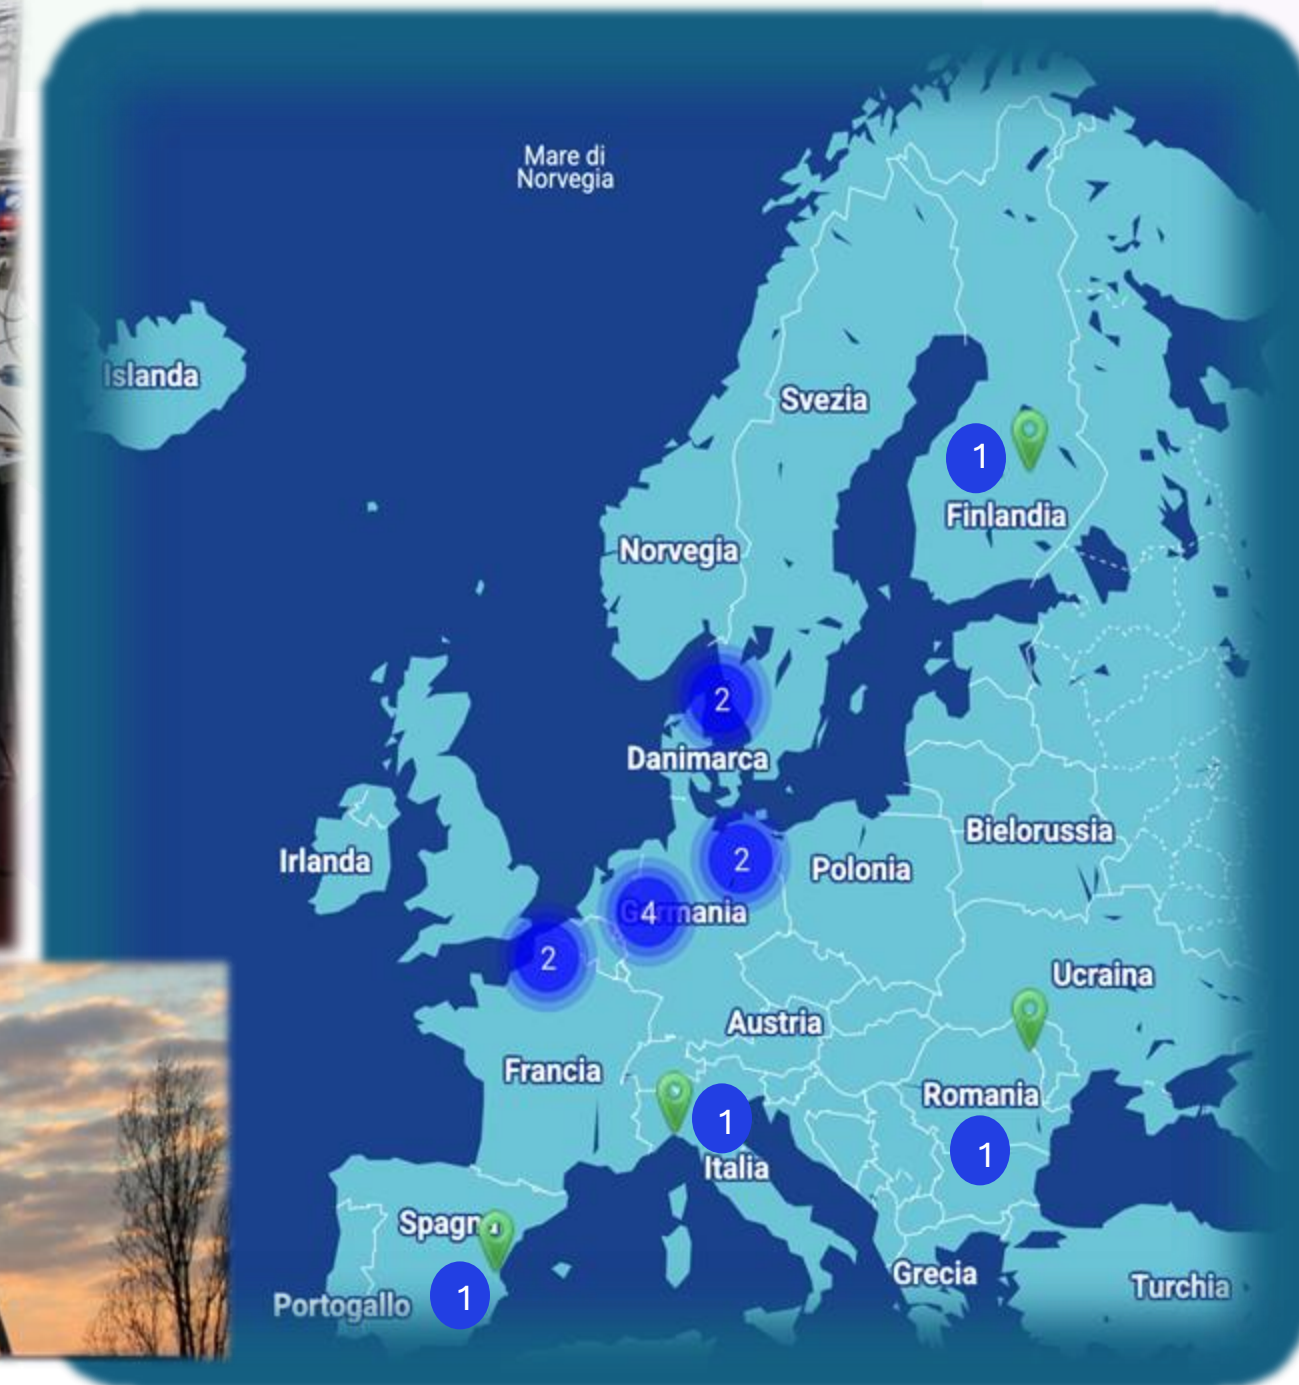 Mare di
Norvegia
Islanda
Svezia
1
Finlandia
Norvegia
2
Danimarca
Bielorussia
Irlanda
2
Polonia
4
Germania
2
Ucraina
Austria
Francia
Romania
1
Italia
1
Spagna
1
Portogallo
Grecia
Turchia